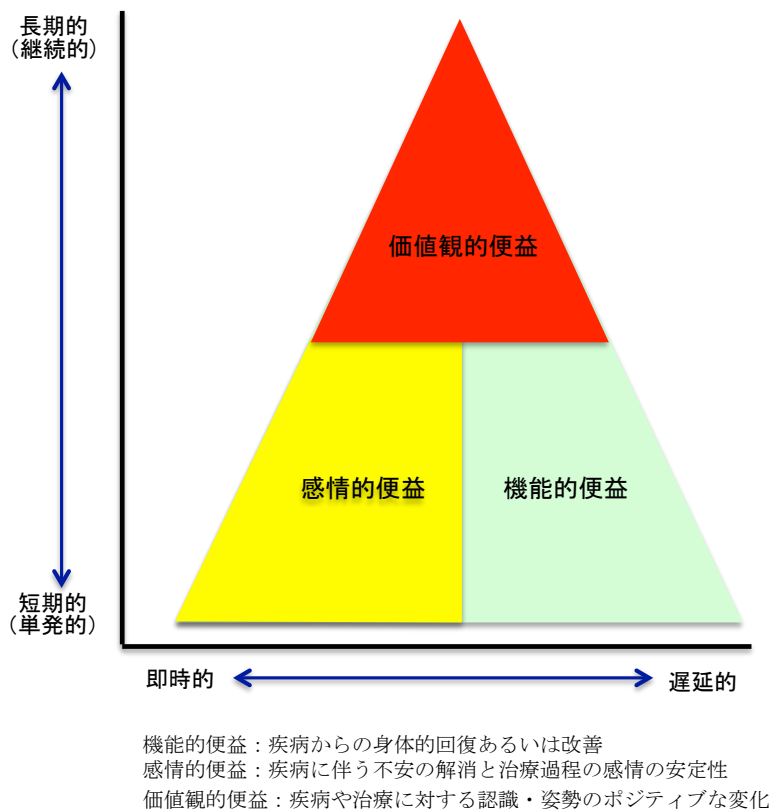 長期的
（継続的）
価値観的便益
感情的便益
機能的便益
短期的
（単発的）
即時的
遅延的
機能的便益：疾病からの身体的回復あるいは改善
感情的便益：疾病に伴う不安の解消と治療過程の感情の安定性
価値観的便益：疾病や治療に対する認識・姿勢のポジティブな変化